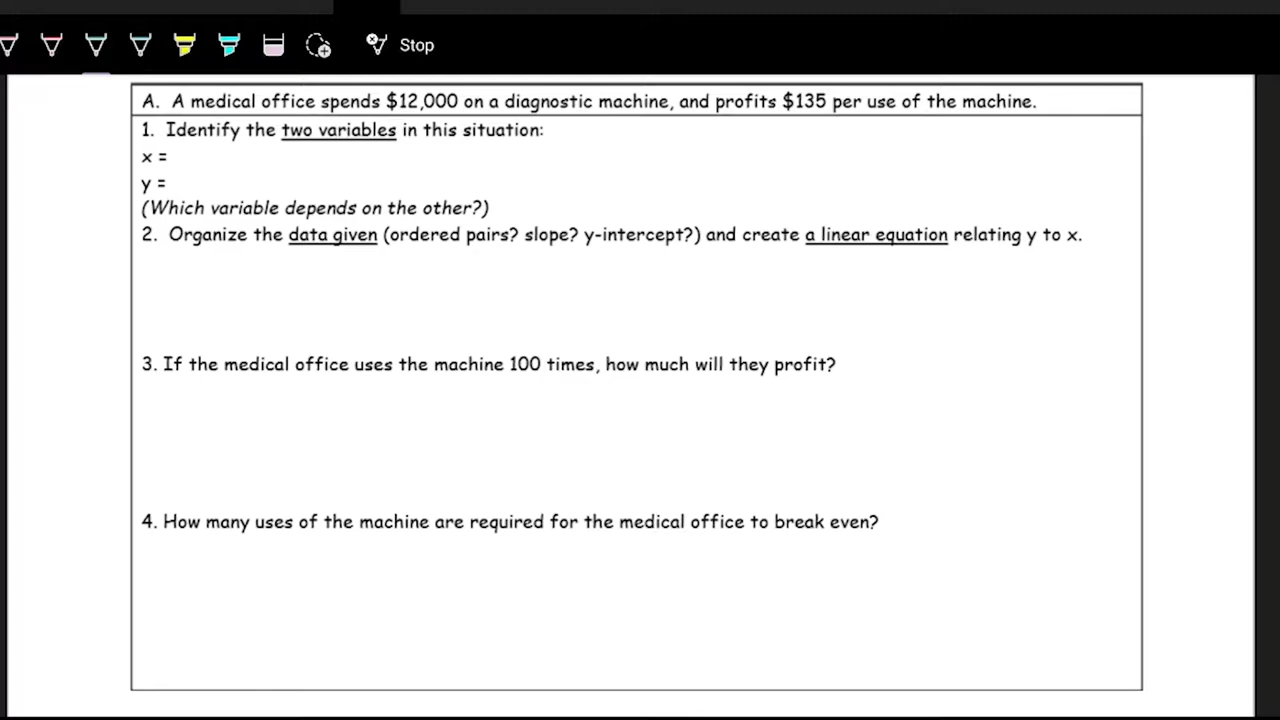 Stop
A. A medical office spends $12,000 on a diagnostic machine, and profits $135 per use of the machine.
1. Identify the two variables in this situation:
x =
y =
(Which variable depends on the other?)
2. Organize the data given (ordered pairs? slope? y-intercept?) and create a linear equation relating y to x.
3. If the medical office uses the machine 100 times, how much will they profit?
4. How many uses of the machine are required for the medical office to break even?